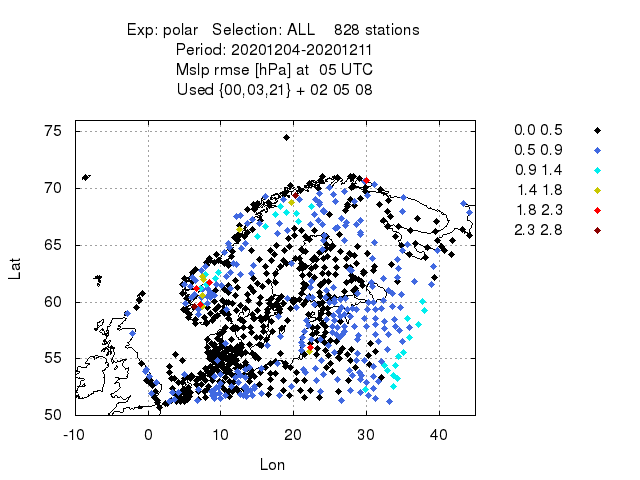 Exp: polar   Selection: ALL    828 stations
Period: 20201204-20201211
Mslp rmse [hPa] at  05 UTC
Used {00,03,21} + 02 05 08
0.0 0.5
0.5 0.9
0.9 1.4
1.4 1.8
1.8 2.3
2.3 2.8
75
70
65
60
55
50
Lat
-10 0 10 20 30 40
Lon